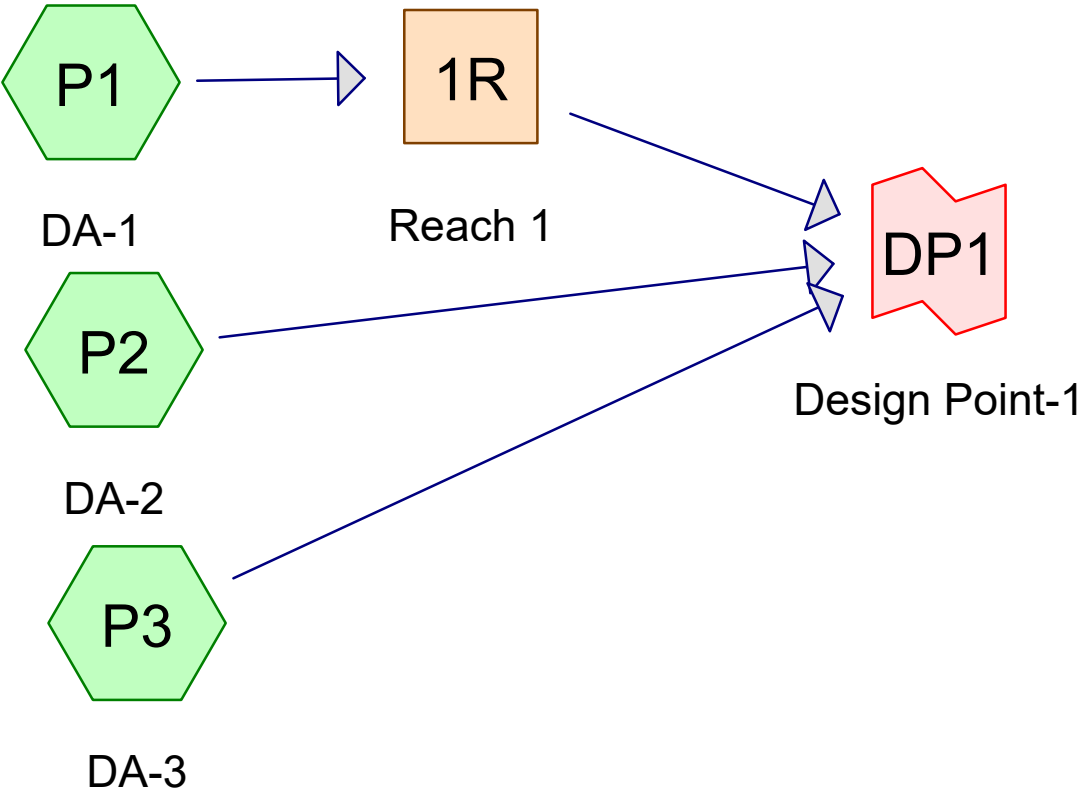 P1
DA-1
1R
Reach 1
P2
DA-2
DP1
Design Point-1
P3
DA-3